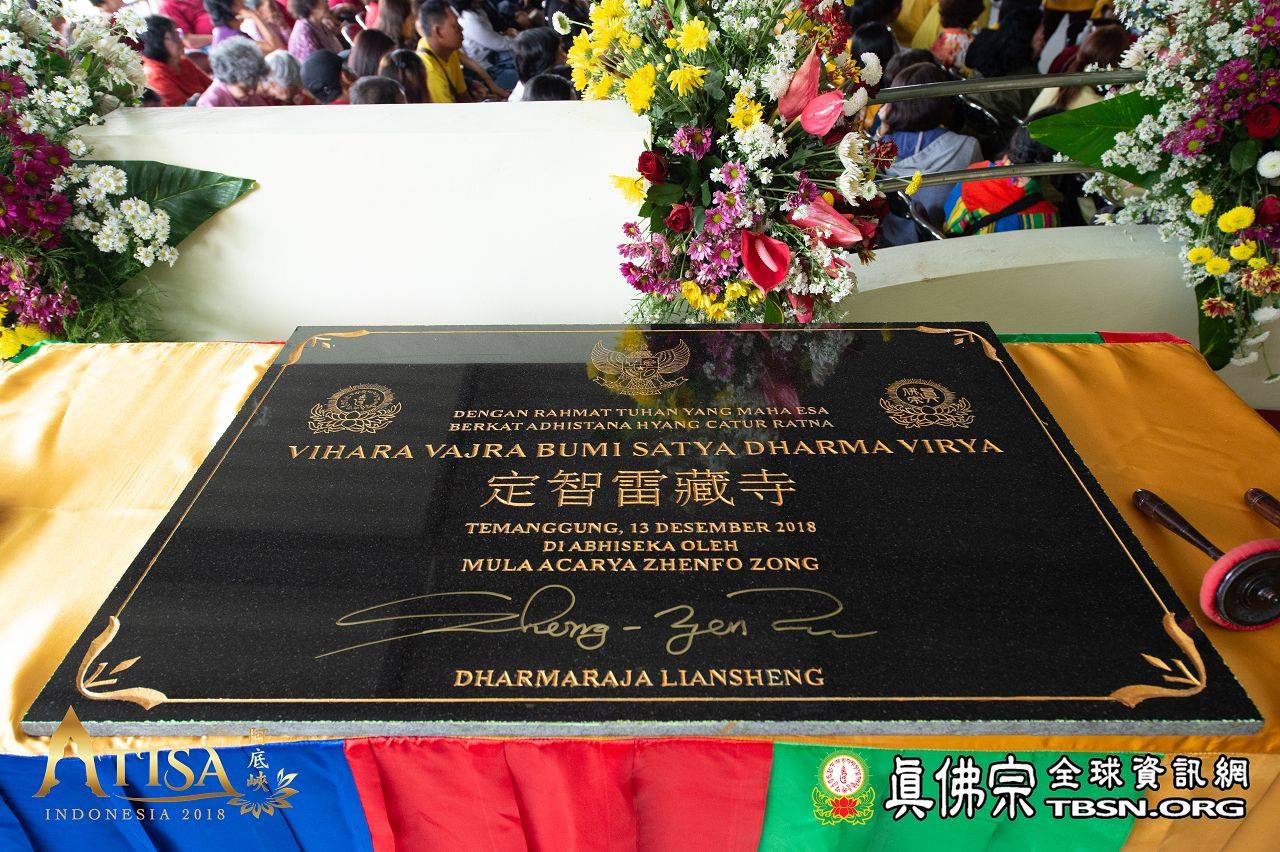 DENGAN RAHMAT TUHAN YANG MAHA ESA
BERKAT ADHISTANA HYANG CATUR RATNA
VIHARA VAJRA BUMI SATYA DHARMA VIRYA
定智雷藏寺
TEMANGGUNG, 13 DESEMBER 2018
DI ABHISEKA OLEH
MULA ACARYA ZHENFO ZONG
Sheng-Yen Lu
DHARMARAJA LIANSHENG
ATISA 阿底峽
INDONESIA 2018
真佛宗 全球資訊網
TBSN.ORG